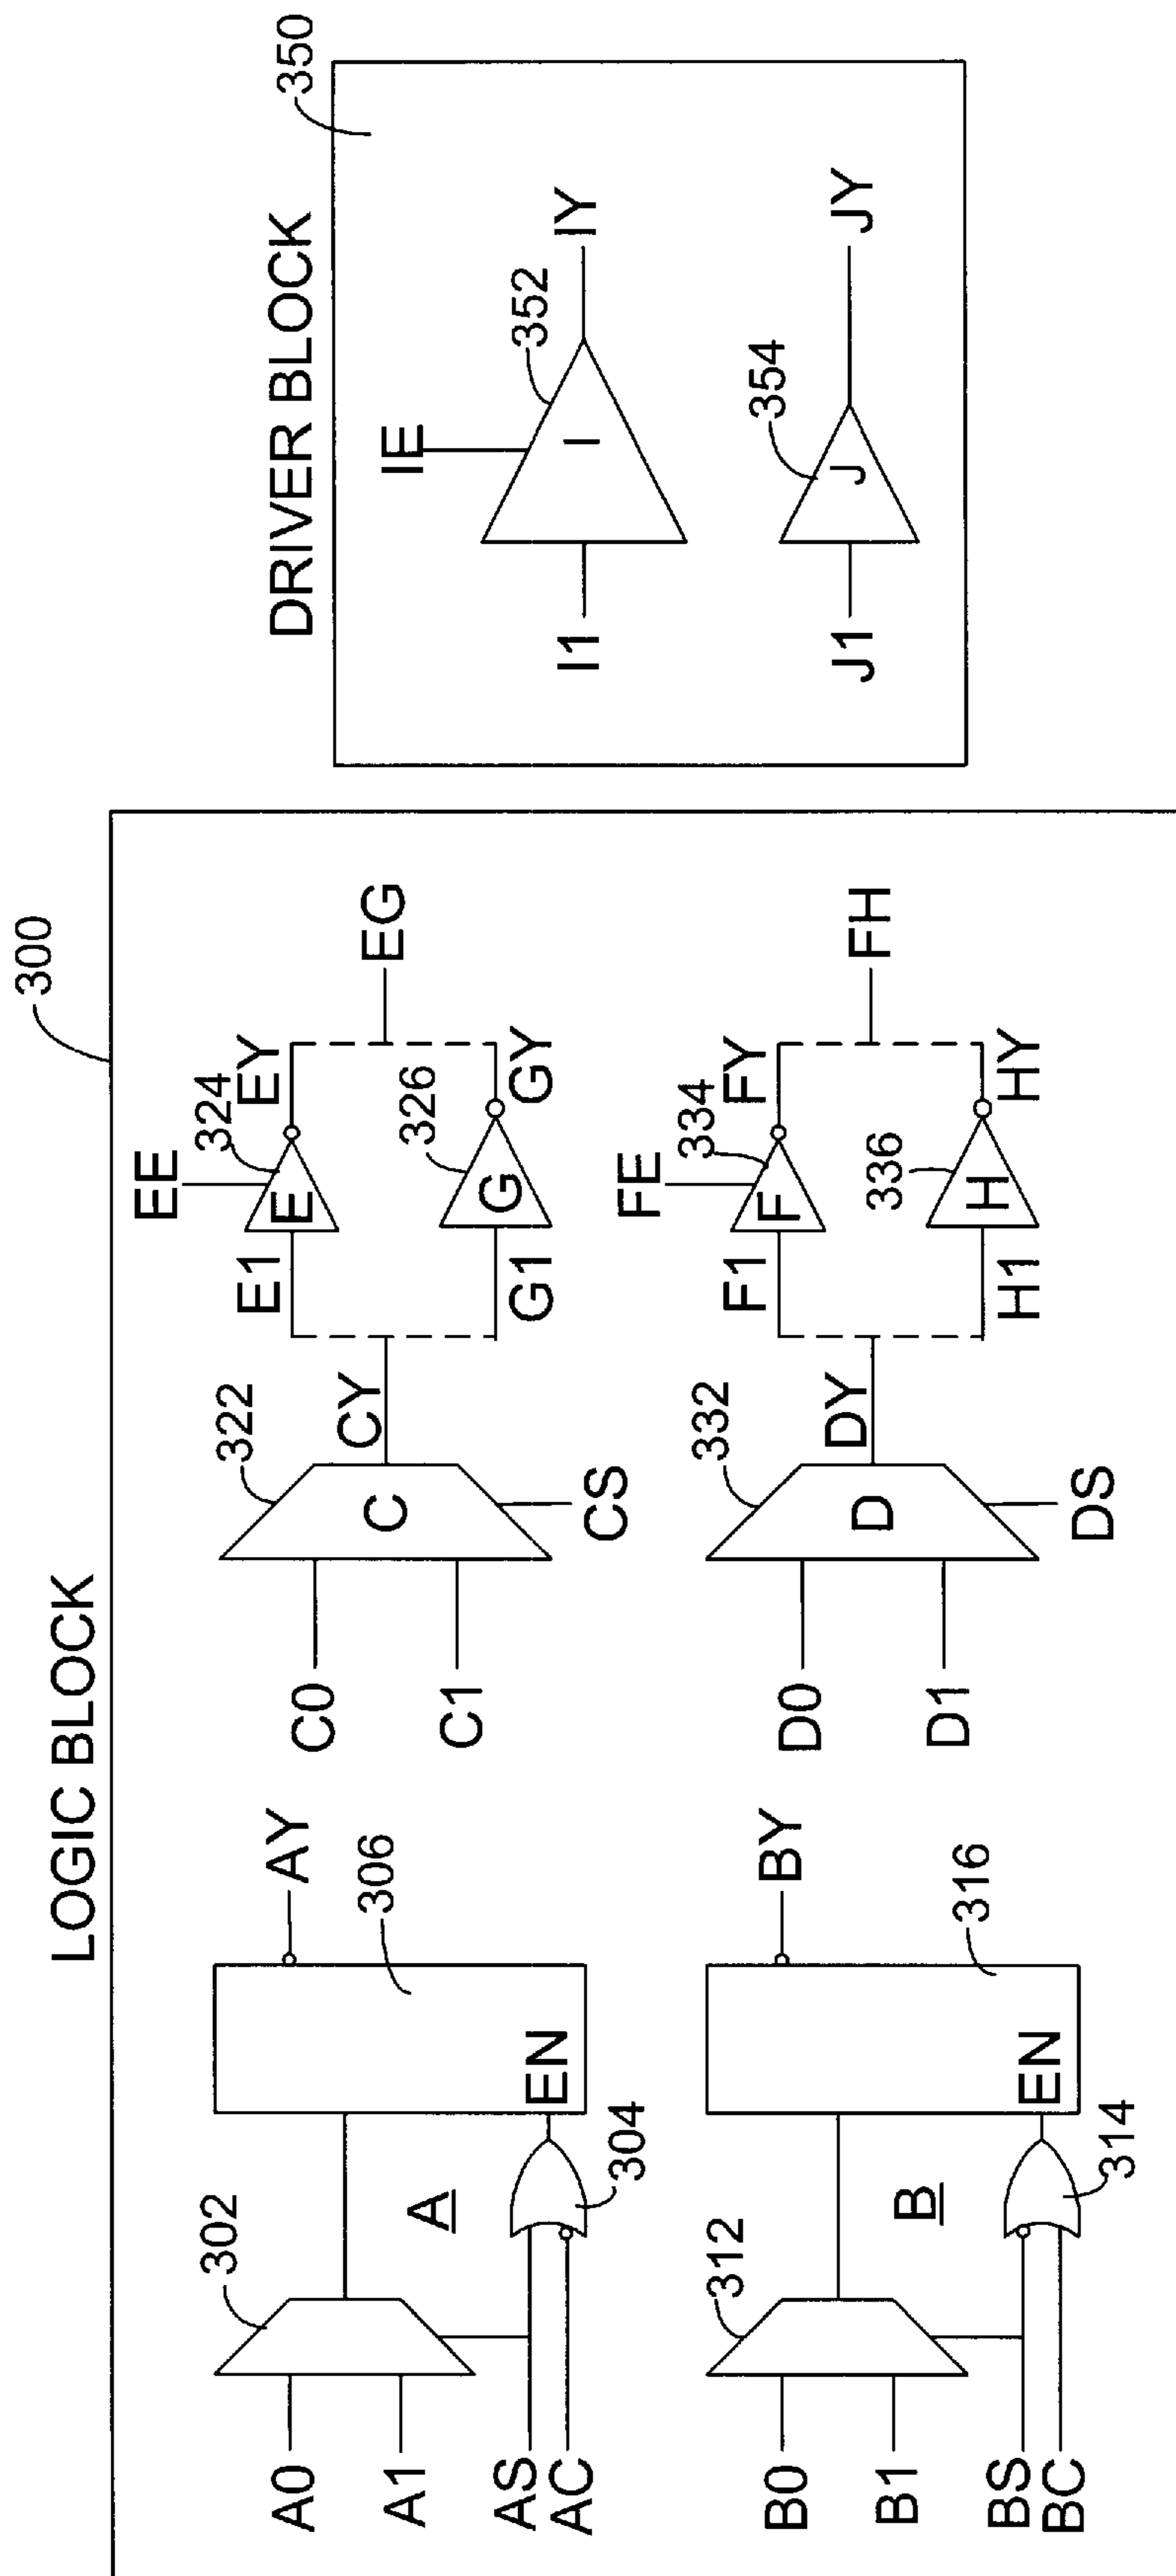 300
LOGIC BLOCK
A0
A1
AS
AC
302
A
304
EN
306
AY
B0
B1
BS
BC
312
B
314
EN
316
BY
C0
C1
322
C
CS
CY
E1
G1
EE
324
E
EY
326
G
GY
EG
D0
D1
332
D
DS
DY
F1
H1
FE
334
F
FY
336
H
HY
FH
DRIVER BLOCK
350
IE
352
I1
I
IY
354
J1
J
JY